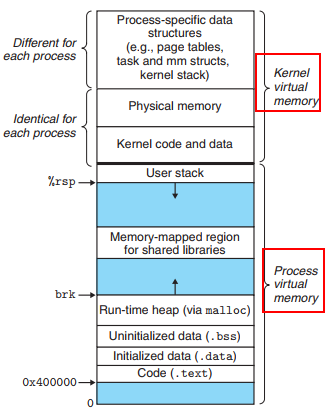 Different for
each process
Process-specific data
structures
(e.g., page tables,
task and mm structs,
kernel stack)
Kernel
virtual
memory
Physical memory
Identical for
each process
Kernel code and data
User stack
%rsp
Memory-mapped region
for shared libraries
Process
virtual
memory
brk
Run-time heap (via malloc)
Uninitialized data (.bss)
Initialized data (.data)
Code (.text)
0x400000
0